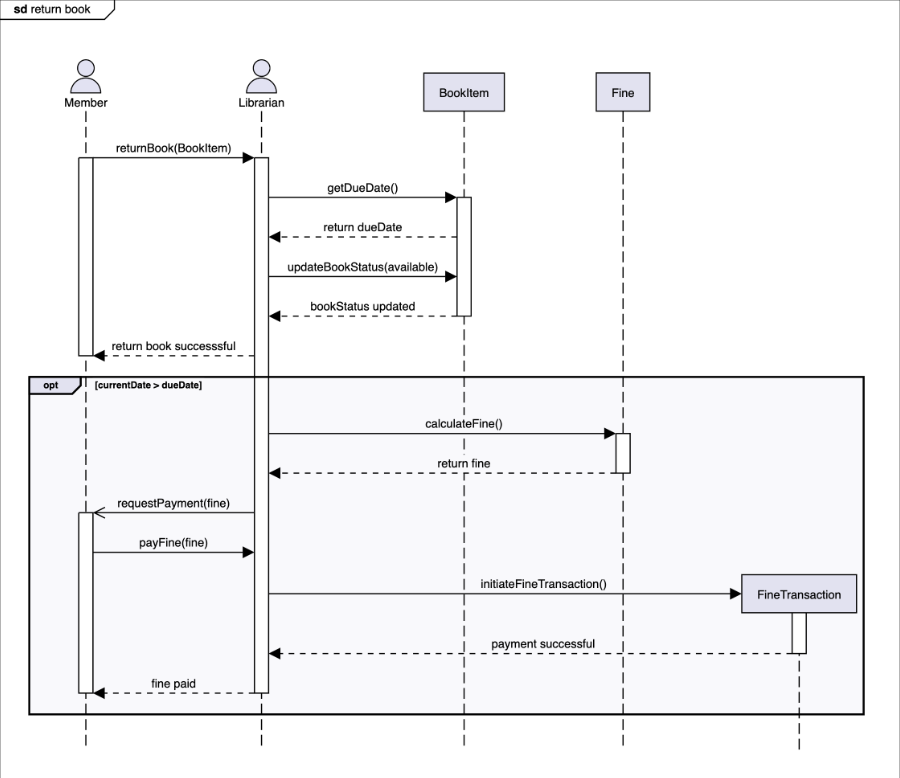 sd return book
Member
Librarian
BookItem
Fine
returnBook(BookItem)
getDueDate()
return dueDate
updateBookStatus(available)
bookStatus updated
return book successsful
opt [currentDate > dueDate]
calculateFine()
return fine
requestPayment(fine)
payFine(fine)
initiateFineTransaction()
FineTransaction
payment successful
fine paid